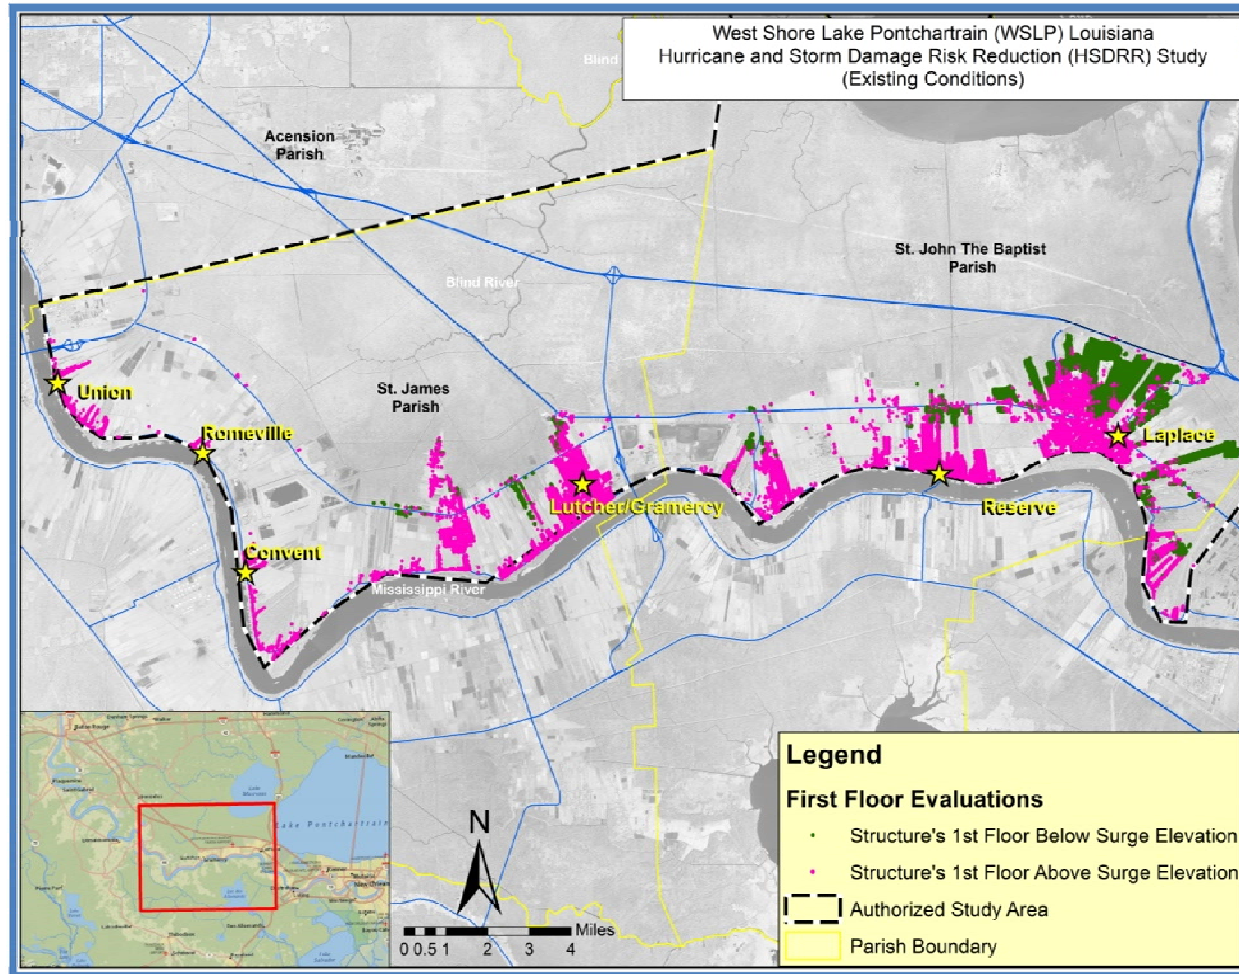 West Shore Lake Pontchartrain (WSLP) Louisiana
Hurricane and Storm Damage Risk Reduction (HSDRR) Study
(Existing Conditions)
Blind
Acension
Parish
St. John The Baptist
Parish
Blind River
St. James
Parish
Union
Romeville
Laplace
Lutcher/Gramercy
Reserve
Convent
Mississippi River
Lake Pontchartrain
N
0 0.5 1 2 3 4 Miles
Legend
First Floor Evaluations
Structure's 1st Floor Below Surge Elevation
Structure's 1st Floor Above Surge Elevation
Authorized Study Area
Parish Boundary